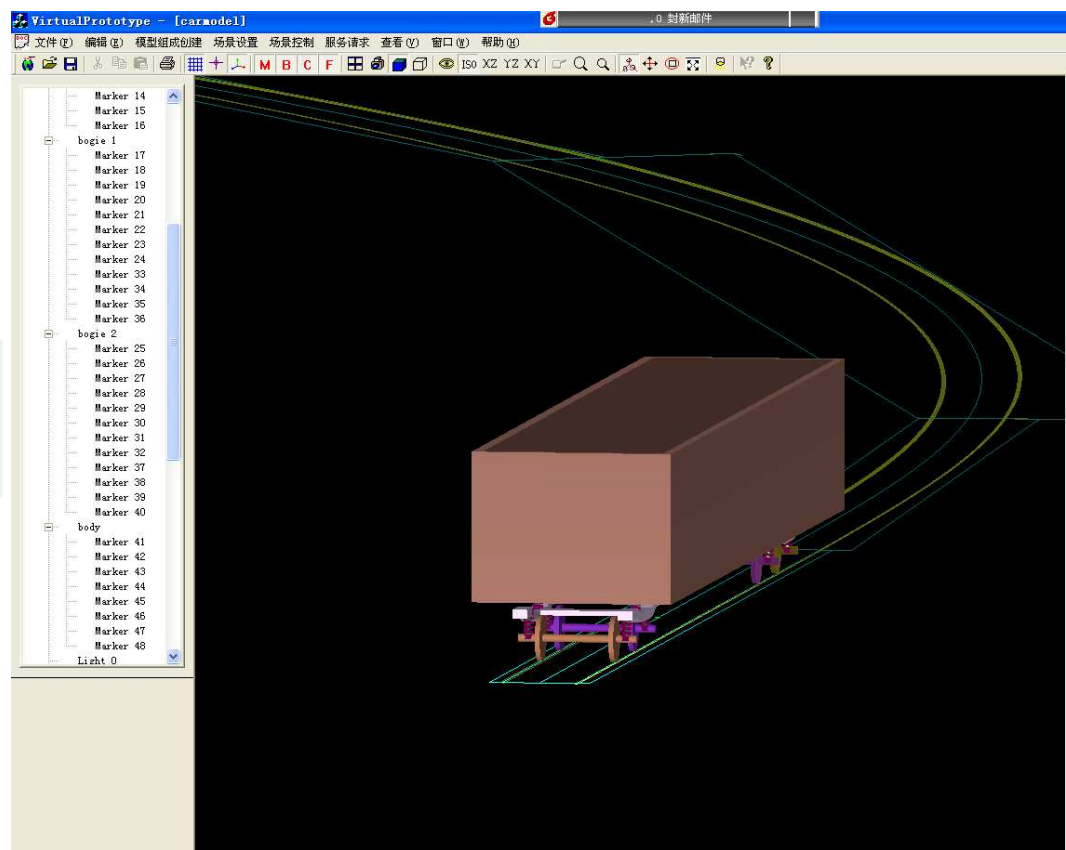 VirtualPrototype - [carmodel]
.0 封新邮件
文件(F) 编辑(E) 模型组成创建 场景设置 场景控制 服务请求 查看(V) 窗口(W) 帮助(H)
M B C F ISO XZ YZ XY
Marker 14
Marker 15
Marker 16
bogie 1
Marker 17
Marker 18
Marker 19
Marker 20
Marker 21
Marker 22
Marker 23
Marker 24
Marker 33
Marker 34
Marker 35
Marker 36
bogie 2
Marker 25
Marker 26
Marker 27
Marker 28
Marker 29
Marker 30
Marker 31
Marker 32
Marker 37
Marker 38
Marker 39
Marker 40
body
Marker 41
Marker 42
Marker 43
Marker 44
Marker 45
Marker 46
Marker 47
Marker 48
Light 0